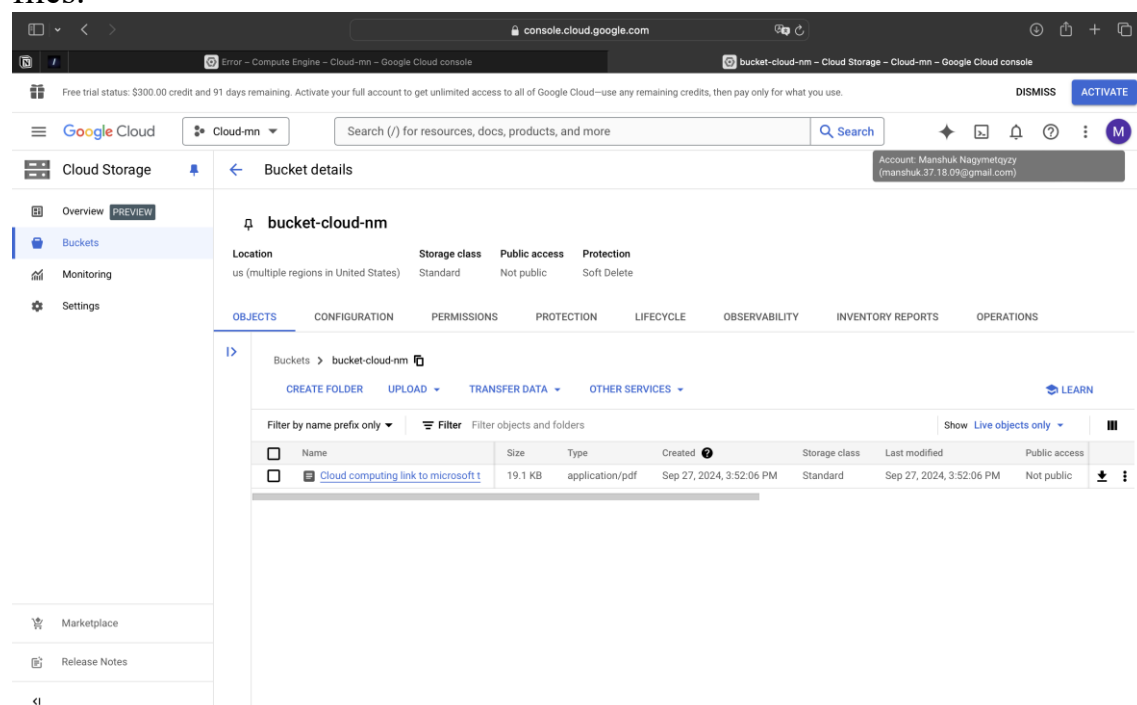 console.cloud.google.com
Error – Compute Engine – Cloud-mn – Google Cloud console
bucket-cloud-nm – Cloud Storage – Cloud-mn – Google Cloud console
Free trial status: $300.00 credit and 91 days remaining. Activate your full account to get unlimited access to all of Google Cloud—use any remaining credits, then pay only for what you use.
DISMISS
ACTIVATE
Google Cloud
Cloud-mn
Search (/) for resources, docs, products, and more
Search
M
Cloud Storage
Bucket details
Account: Manshuk Nagymetqyzy
(manshuk.37.18.09@gmail.com)
Overview PREVIEW
Buckets
Monitoring
Settings
bucket-cloud-nm
Location Storage class Public access Protection
us (multiple regions in United States) Standard Not public Soft Delete
OBJECTS CONFIGURATION PERMISSIONS PROTECTION LIFECYCLE OBSERVABILITY INVENTORY REPORTS OPERATIONS
Buckets > bucket-cloud-nm
CREATE FOLDER UPLOAD TRANSFER DATA OTHER SERVICES LEARN
Filter by name prefix only Filter Filter objects and folders Show Live objects only
Name Size Type Created Storage class Last modified Public access
Cloud computing link to microsoft t 19.1 KB application/pdf Sep 27, 2024, 3:52:06 PM Standard Sep 27, 2024, 3:52:06 PM Not public
Marketplace
Release Notes